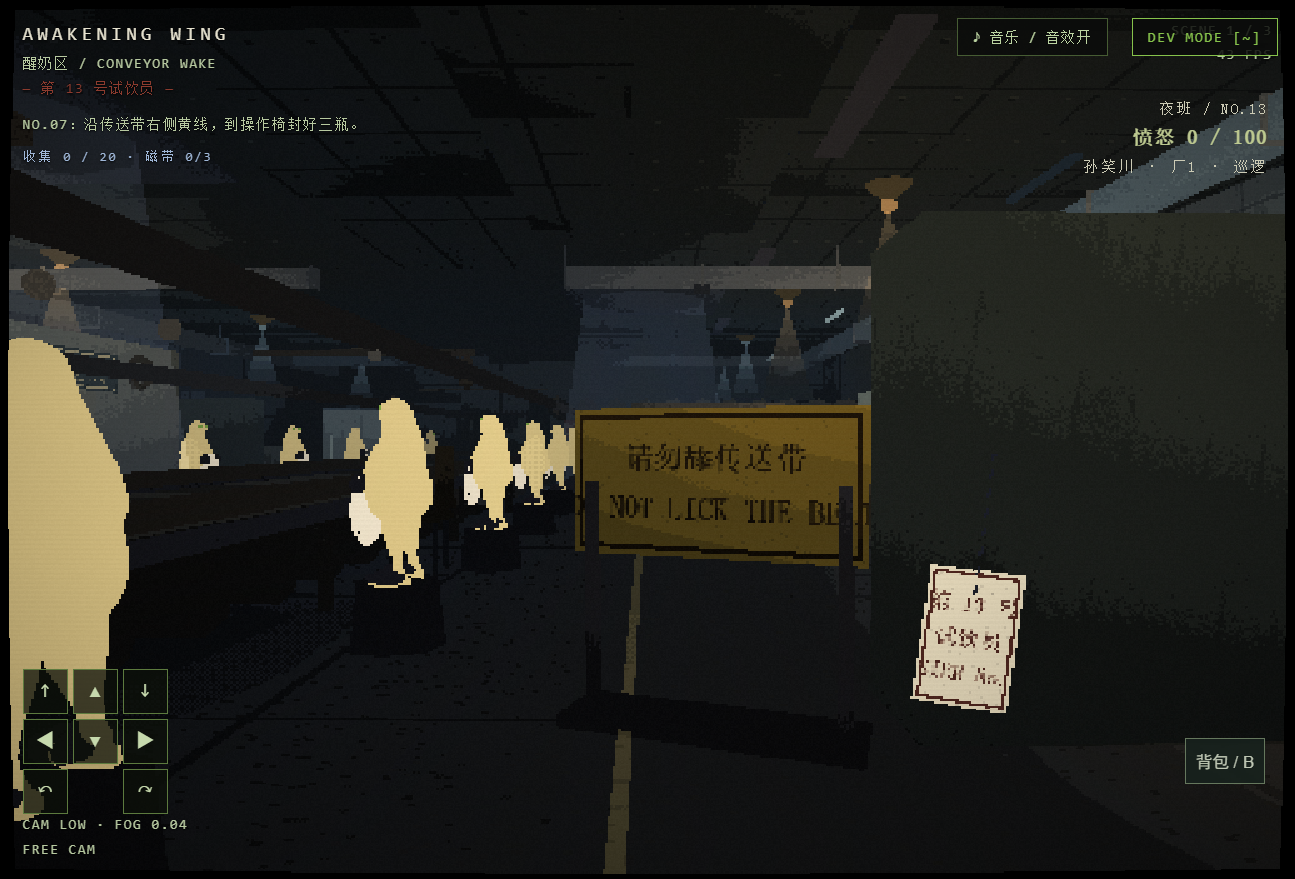 AWAKENING WING
醒奶区 / CONVEYOR WAKE
— 第 13 号试饮员 —
NO.07: 沿传送带右侧黄线，到操作椅封好三瓶。
收集 0 / 20 · 磁带 0/3
♪ 音乐 / 音效开
DEV MODE [~]
43 FPS
夜班 / NO.13
愤怒 0 / 100
孙笑川 · 厂1 · 巡逻
请勿舔传送带
NOT LICK THE
背包 / B
CAM LOW · FOG 0.04
FREE CAM